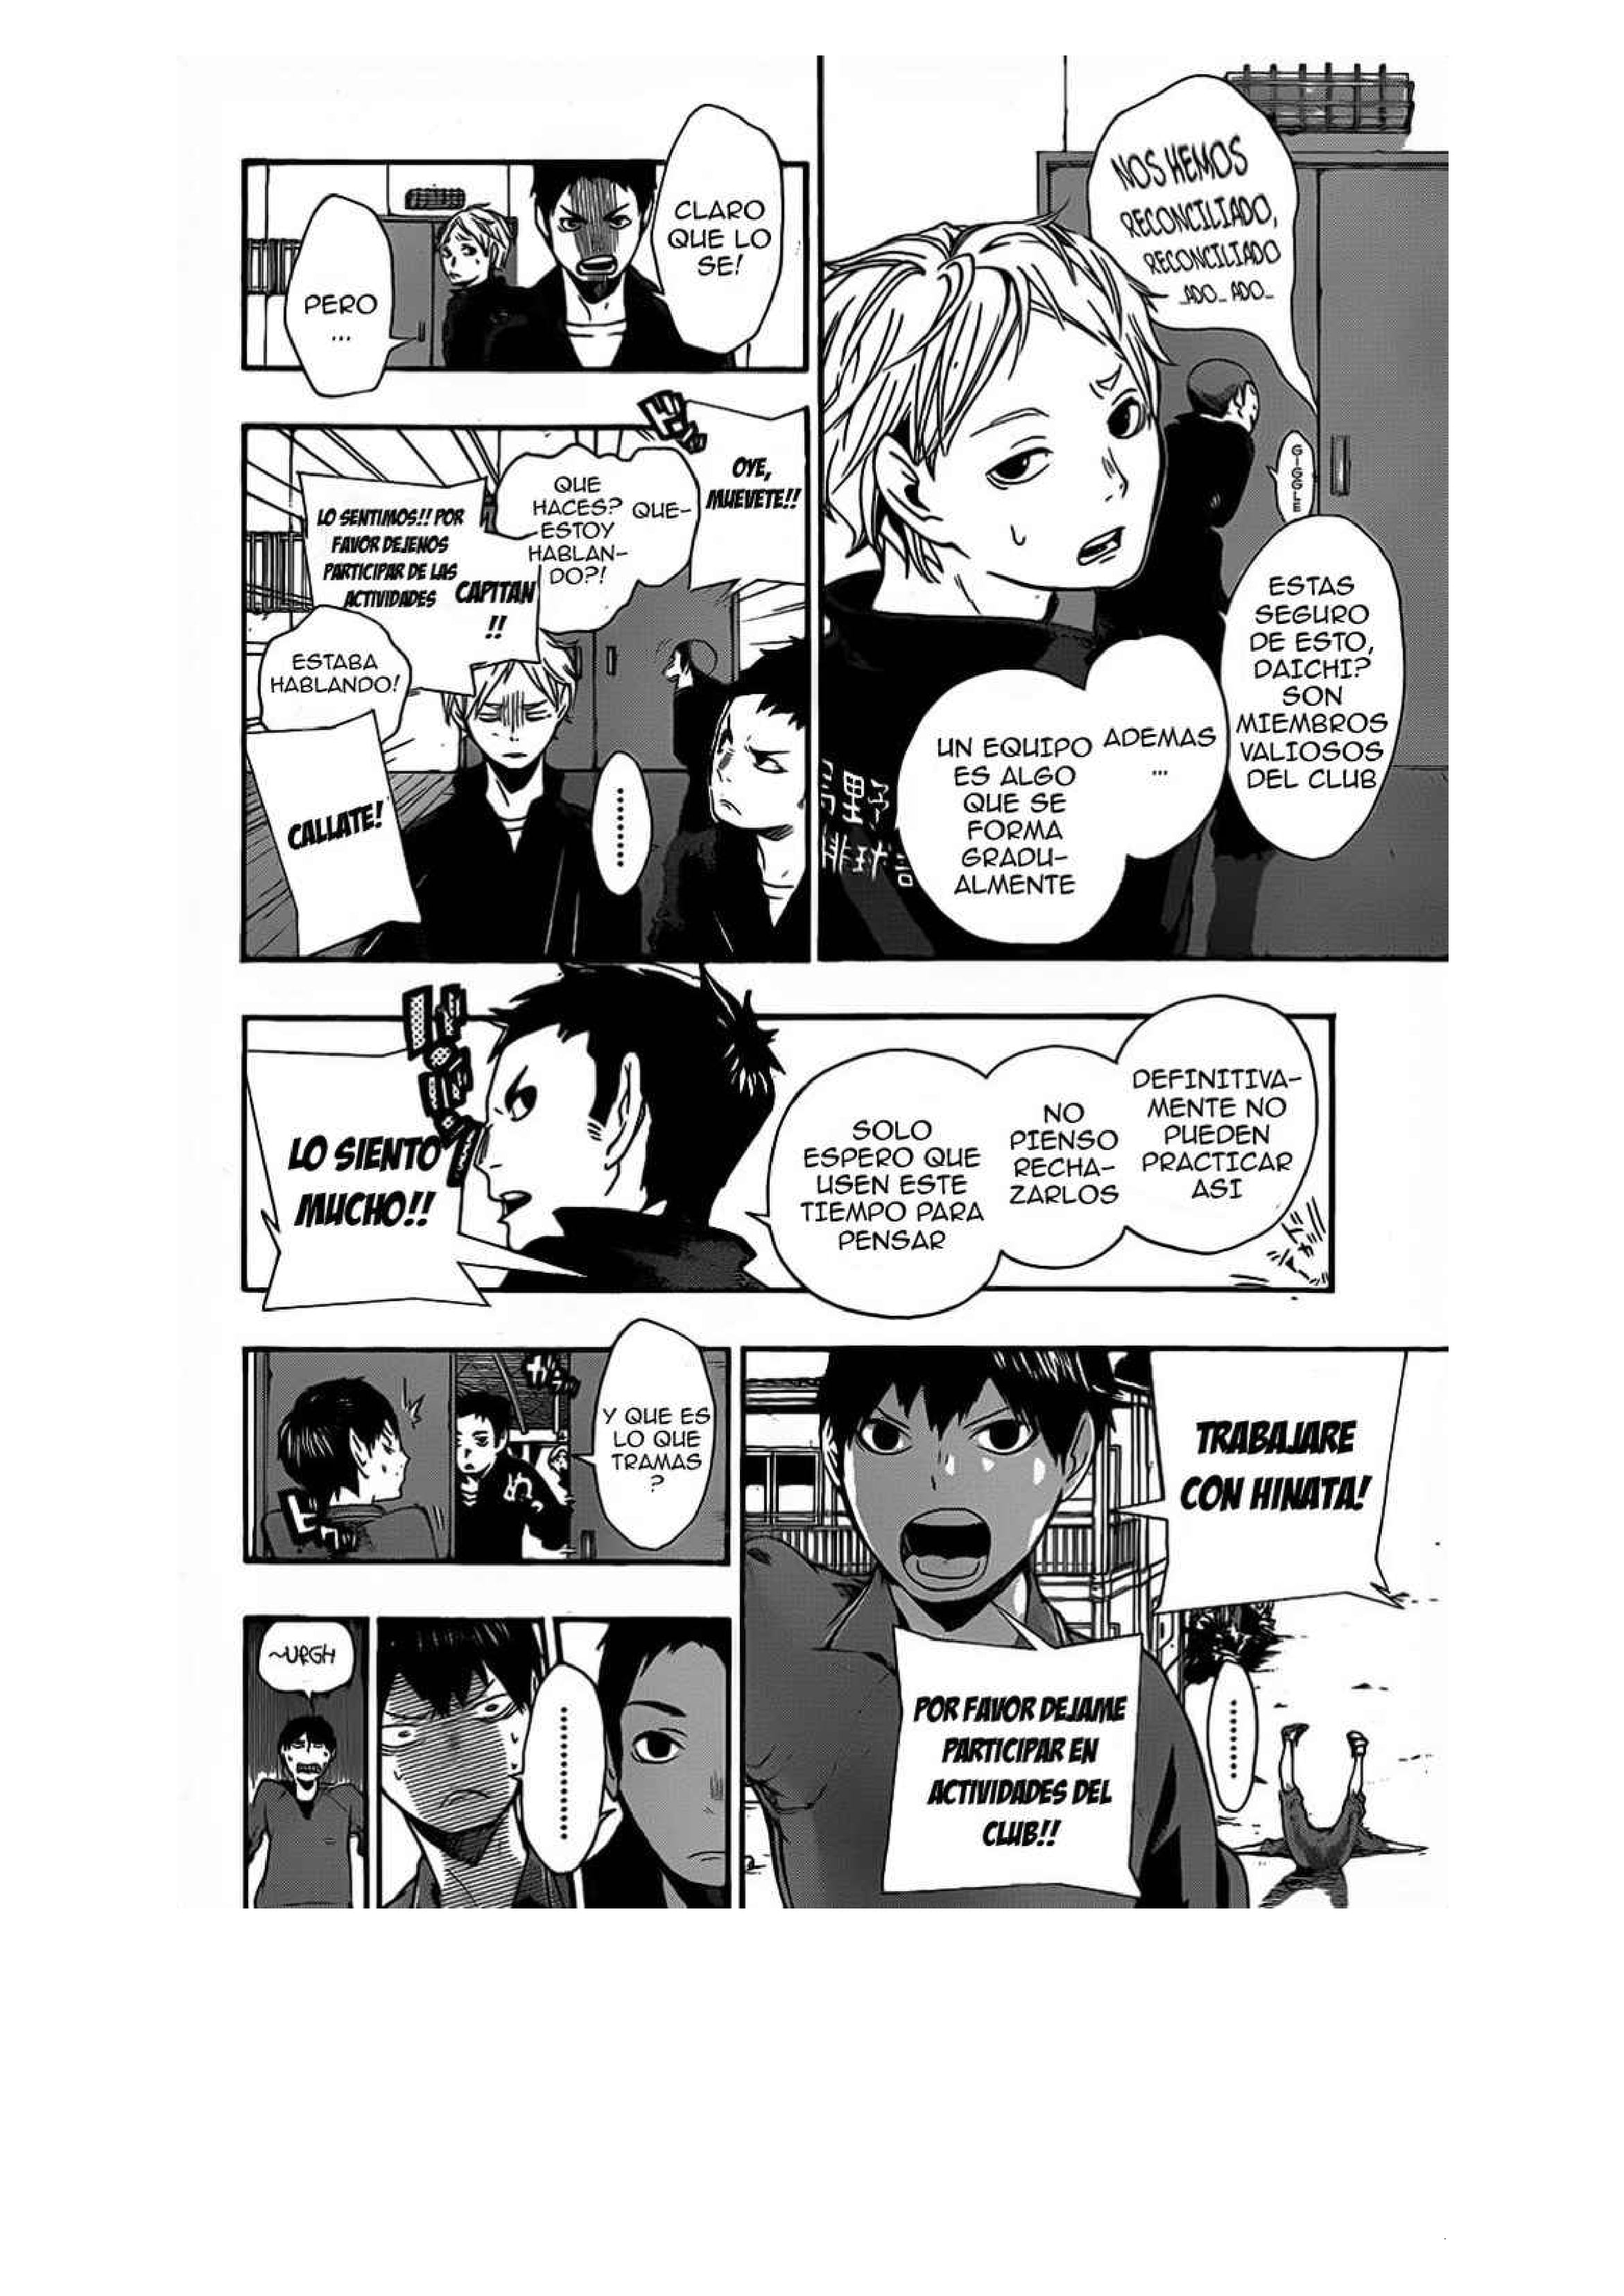 NOS HEMOS
RECONCILIADO,
RECONCILIADO
...ADO... ADO...
GIGGLE
ESTAS
SEGURO
DE ESTO,
DAICHI?
SON
MIEMBROS
VALIOSOS
DEL CLUB
ADEMAS
...
UN EQUIPO
ES ALGO
QUE SE
FORMA
GRADU-
ALMENTE
CLARO
QUE LO
SE!
PERO
...
OYE,
MUEVETE!!
QUE-
QUE
HACES?
ESTOY
HABLAN-
DO?!
LO SENTIMOS!! POR
FAVOR DEJENOS
PARTICIPAR DE LAS
ACTIVIDADES
CAPITAN
!!
ESTABA
HABLANDO!
CALLATE!
.........
DEFINITIVA-
MENTE NO
PUEDEN
PRACTICAR
ASI
NO
PIENSO
RECHA-
ZARLOS
SOLO
ESPERO QUE
USEN ESTE
TIEMPO PARA
PENSAR
LO SIENTO
MUCHO!!
TRABAJARE
CON HINATA!
POR FAVOR DEJAME
PARTICIPAR EN
ACTIVIDADES DEL
CLUB!!
.........
Y QUE ES
LO QUE
TRAMAS
?
............
~URGH